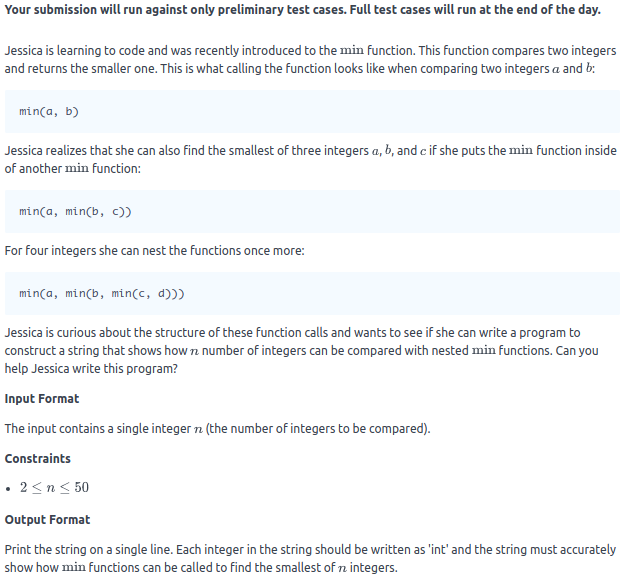 Your submission will run against only preliminary test cases. Full test cases will run at the end of the day.
Jessica is learning to code and was recently introduced to the min function. This function compares two integers
and returns the smaller one. This is what calling the function looks like when comparing two integers a and b:
min(a, b)
Jessica realizes that she can also find the smallest of three integers a, b, and c if she puts the min function inside
of another min function:
min(a, min(b, c))
For four integers she can nest the functions once more:
min(a, min(b, min(c, d)))
Jessica is curious about the structure of these function calls and wants to see if she can write a program to
construct a string that shows how n number of integers can be compared with nested min functions. Can you
help Jessica write this program?
Input Format
The input contains a single integer n (the number of integers to be compared).
Constraints
• 2 ≤ n ≤ 50
Output Format
Print the string on a single line. Each integer in the string should be written as 'int' and the string must accurately
show how min functions can be called to find the smallest of n integers.